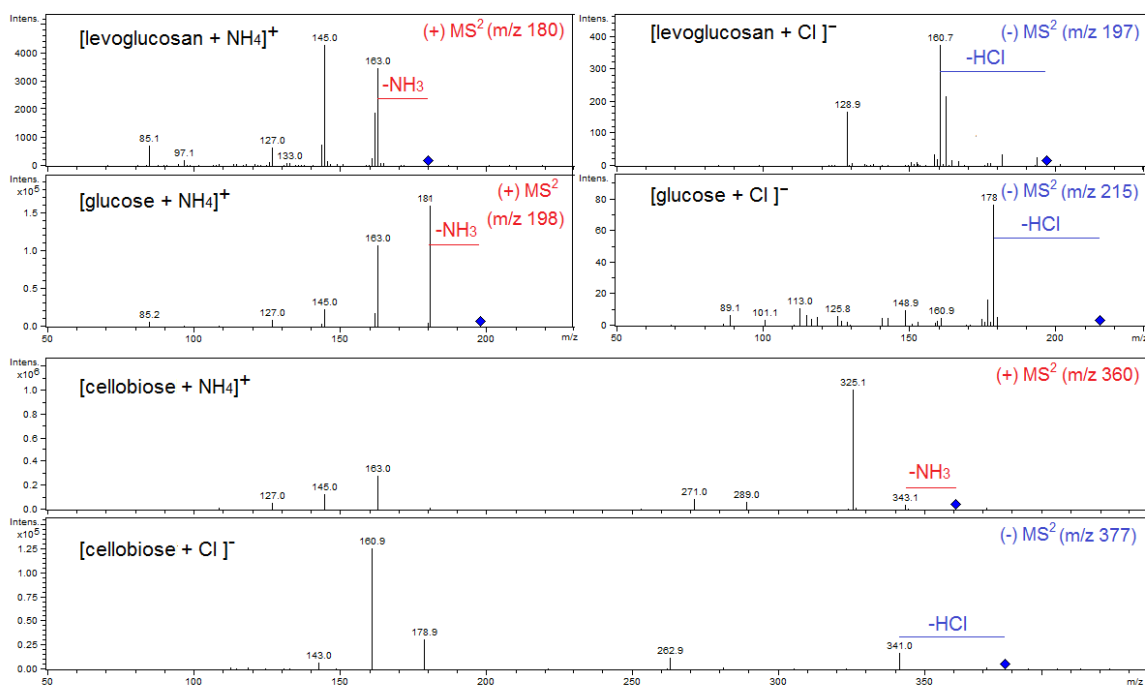 Intens.
[levoglucosan + NH4]+
(+) MS2 (m/z 180)
4000
3000
2000
1000
0
145.0
163.0
-NH3
85.1
97.1
127.0
133.0
Intens.
[levoglucosan + Cl ]−
(-) MS2 (m/z 197)
400
300
200
100
0
160.7
-HCl
128.9
Intens.
x10^5
[glucose + NH4]+
(+) MS2
(m/z 198)
1.5
1.0
0.5
0.0
181
-NH3
163.0
145.0
127.0
85.2
50
100
150
200
m/z
Intens.
[glucose + Cl ]−
(-) MS2 (m/z 215)
80
60
40
20
0
178
-HCl
89.1
101.1
113.0
125.8
148.9
160.9
50
100
150
200
m/z
Intens.
x10^6
[cellobiose + NH4]+
(+) MS2 (m/z 360)
1.0
0.8
0.6
0.4
0.2
0.0
325.1
-NH3
163.0
145.0
127.0
271.0
289.0
343.1
Intens.
x10^5
[cellobiose + Cl ]−
(-) MS2 (m/z 377)
1.25
1.00
0.75
0.50
0.25
0.00
160.9
178.9
143.0
262.9
-HCl
341.0
50
100
150
200
250
300
350
m/z